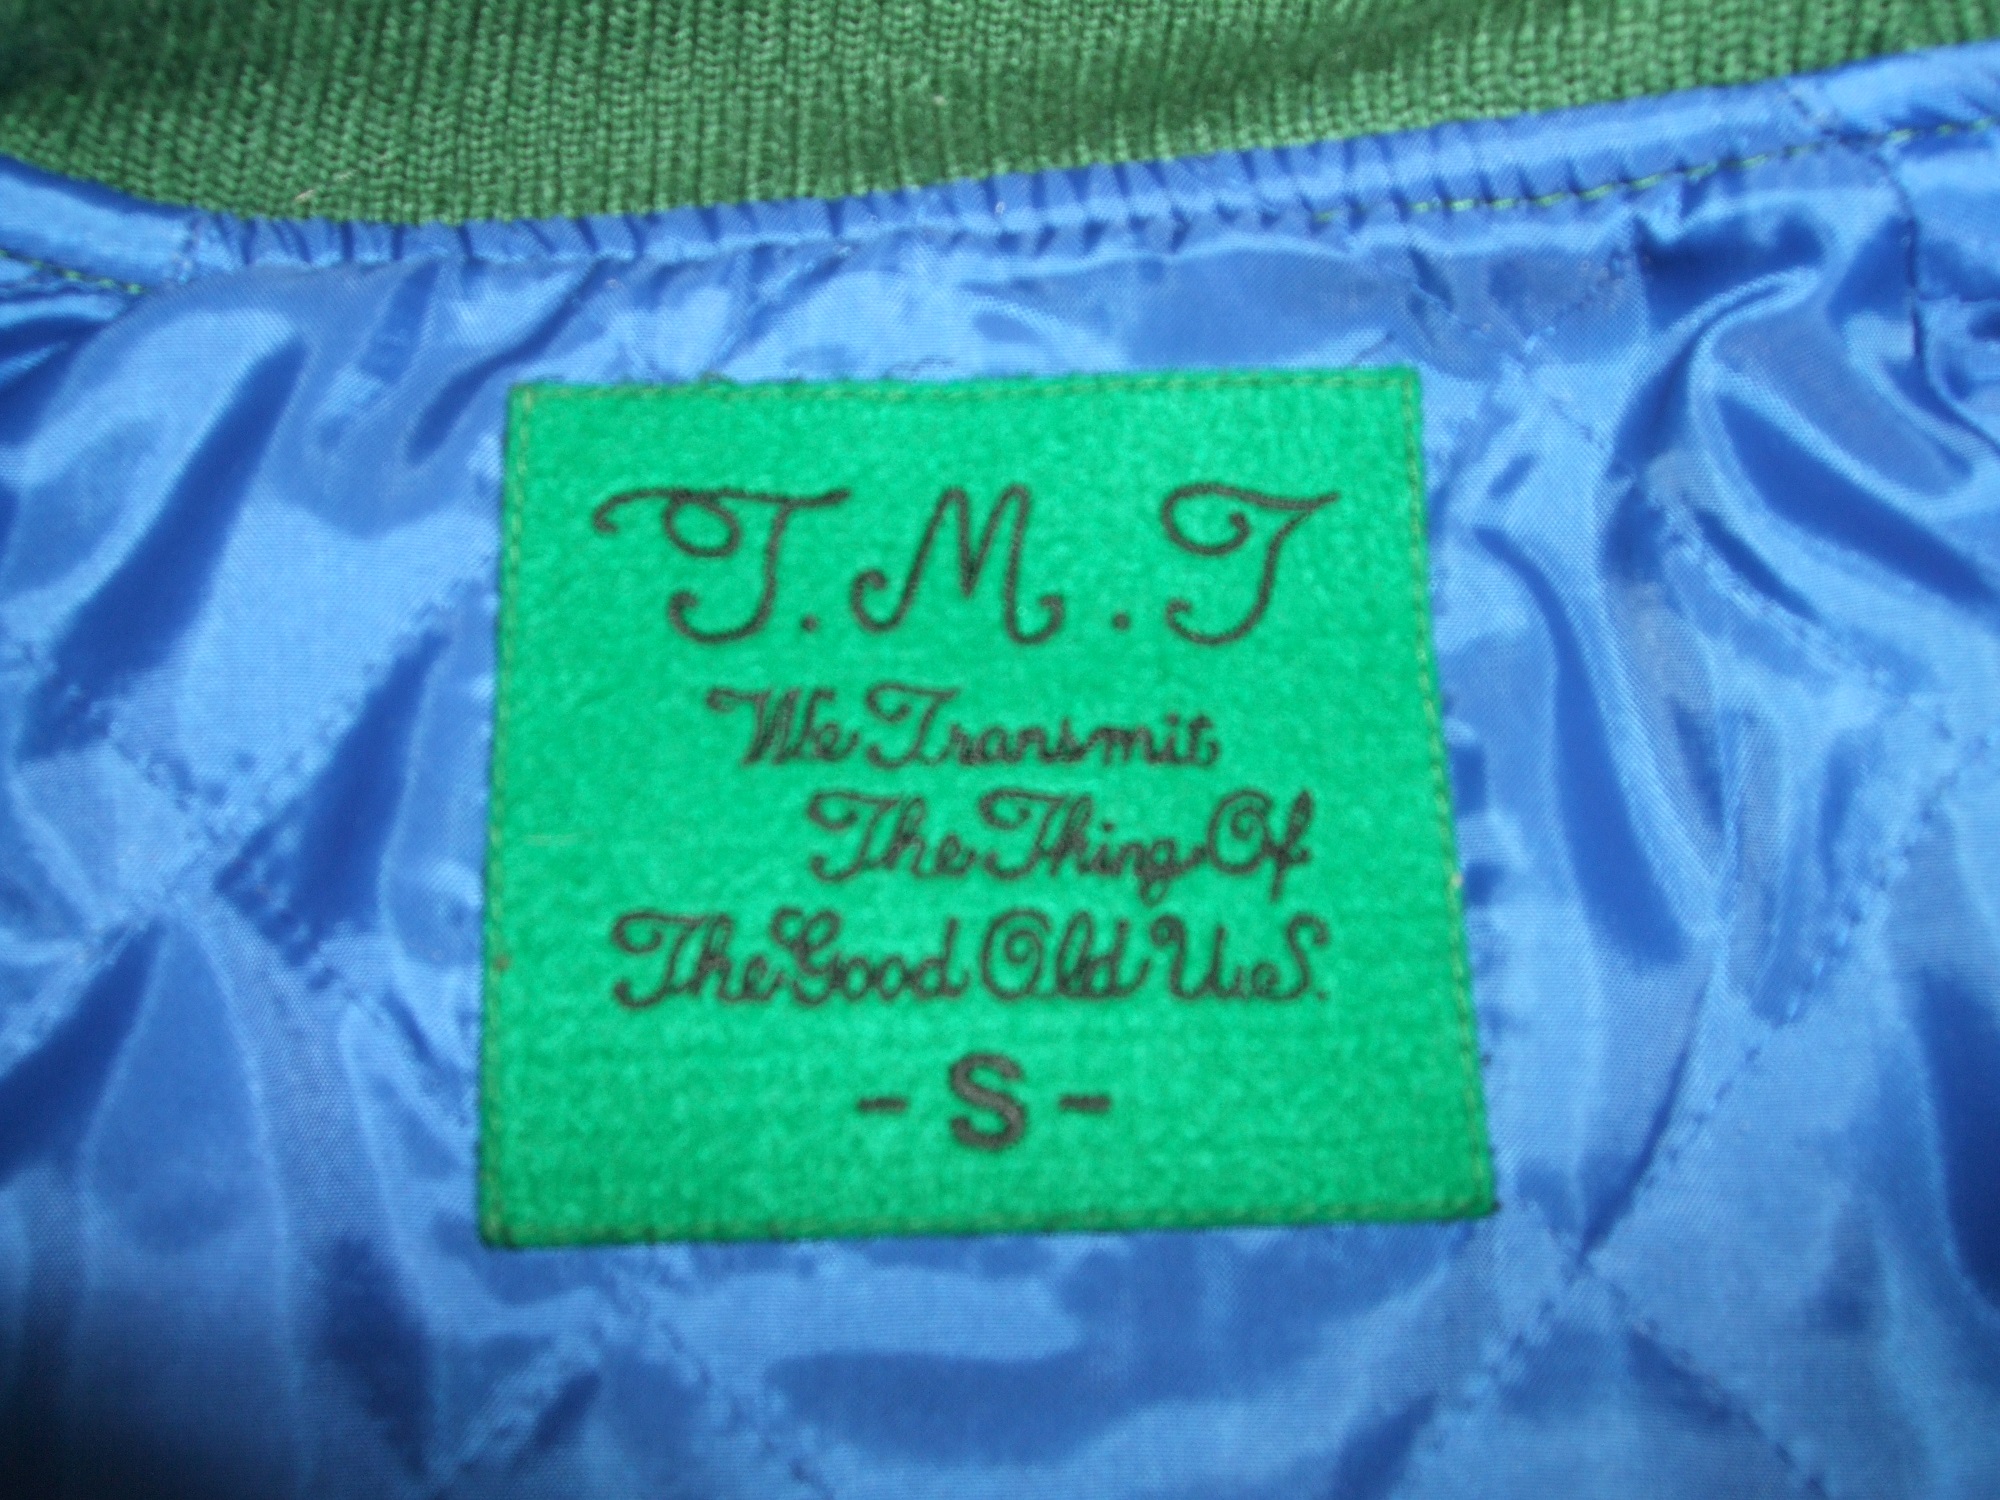 T.M.T
We Transmit
The Thing Of
The Good Old U.S.
- S -